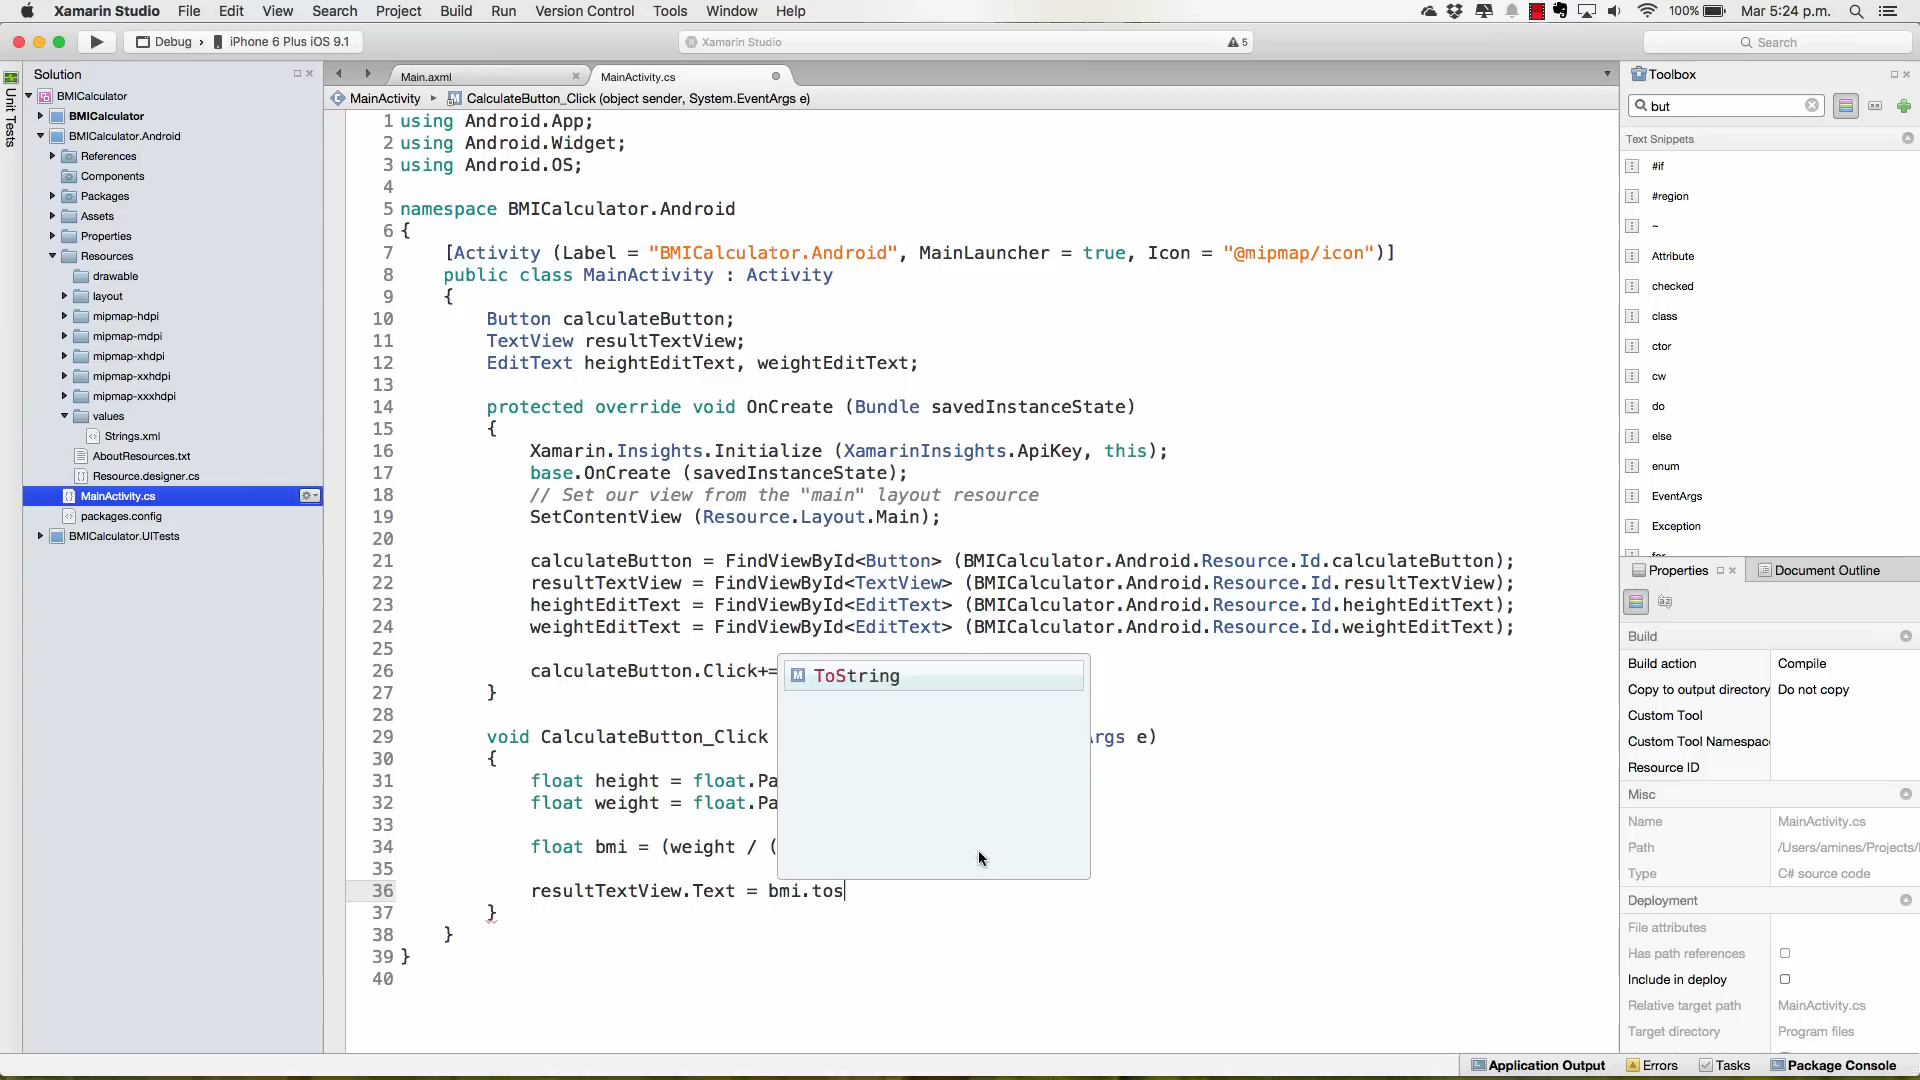 Xamarin Studio File Edit View Search Project Build Run Version Control Tools Window Help 100% Mar 5:24 p.m.
Debug iPhone 6 Plus iOS 9.1 Xamarin Studio 5 Search
Unit Tests
Solution
BMICalculator
BMICalculator
BMICalculator.Android
References
Components
Packages
Assets
Properties
Resources
drawable
layout
mipmap-hdpi
mipmap-mdpi
mipmap-xhdpi
mipmap-xxhdpi
mipmap-xxxhdpi
values
Strings.xml
AboutResources.txt
Resource.designer.cs
MainActivity.cs
packages.config
BMICalculator.UITests
Main.axml MainActivity.cs
MainActivity CalculateButton_Click (object sender, System.EventArgs e)
1 using Android.App;
2 using Android.Widget;
3 using Android.OS;
4
5 namespace BMICalculator.Android
6 {
7 [Activity (Label = "BMICalculator.Android", MainLauncher = true, Icon = "@mipmap/icon")]
8 public class MainActivity : Activity
9 {
10 Button calculateButton;
11 TextView resultTextView;
12 EditText heightEditText, weightEditText;
13
14 protected override void OnCreate (Bundle savedInstanceState)
15 {
16 Xamarin.Insights.Initialize (XamarinInsights.ApiKey, this);
17 base.OnCreate (savedInstanceState);
18 // Set our view from the "main" layout resource
19 SetContentView (Resource.Layout.Main);
20
21 calculateButton = FindViewById<Button> (BMICalculator.Android.Resource.Id.calculateButton);
22 resultTextView = FindViewById<TextView> (BMICalculator.Android.Resource.Id.resultTextView);
23 heightEditText = FindViewById<EditText> (BMICalculator.Android.Resource.Id.heightEditText);
24 weightEditText = FindViewById<EditText> (BMICalculator.Android.Resource.Id.weightEditText);
25
26 calculateButton.Click+=
27 }
28
29 void CalculateButton_Click Args e)
30 {
31 float height = float.Pa
32 float weight = float.Pa
33
34 float bmi = (weight / (
35
36 resultTextView.Text = bmi.tos
37 }
38 }
39 }
40
ToString
Toolbox
but
Text Snippets
#if
#region
~
Attribute
checked
class
ctor
cw
do
else
enum
EventArgs
Exception
for
Properties Document Outline
Build
Build action Compile
Copy to output directory Do not copy
Custom Tool
Custom Tool Namespac
Resource ID
Misc
Name MainActivity.cs
Path /Users/amines/Projects/
Type C# source code
Deployment
File attributes
Has path references
Include in deploy
Relative target path MainActivity.cs
Target directory Program files
Application Output Errors Tasks Package Console